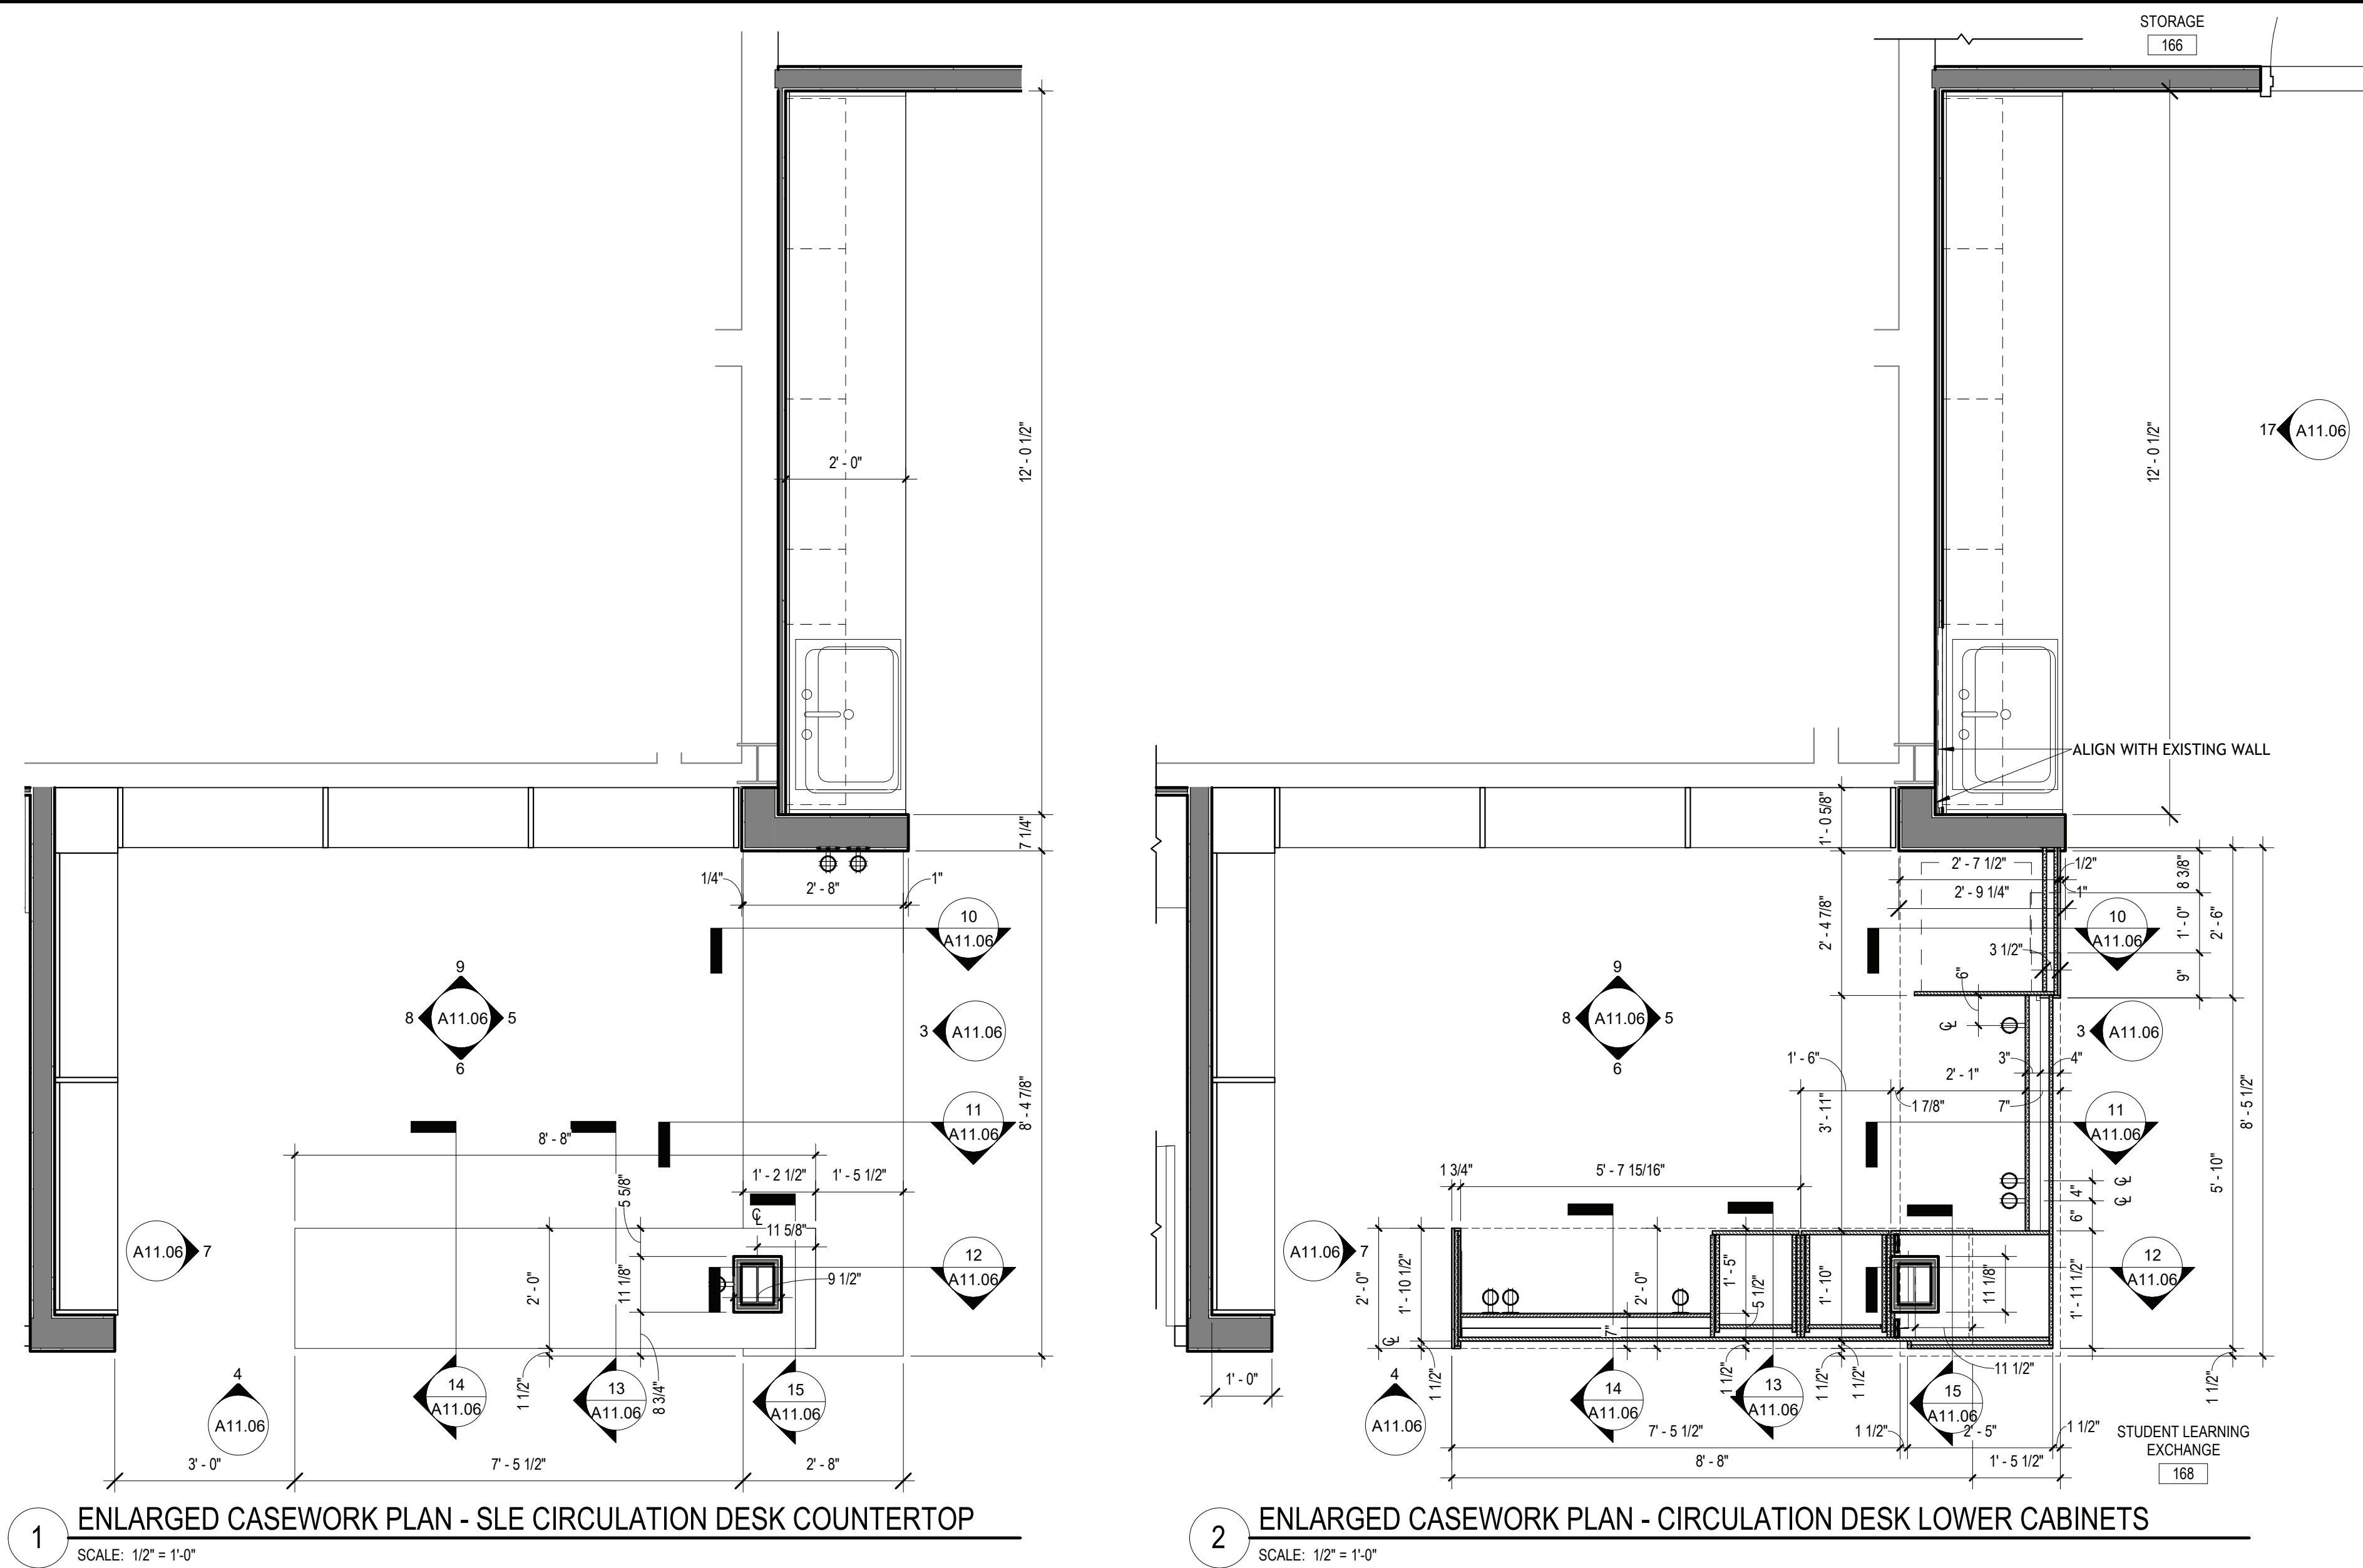 STORAGE
166
12' - 0 1/2"
2' - 0"
7 1/4"
1/4"
2' - 8"
1"
10
A11.06
9
8
A11.06
5
6
3
A11.06
11
A11.06
8' - 4 7/8"
8' - 8"
1' - 2 1/2"
1' - 5 1/2"
5 5/8"
CL
11 5/8"
A11.06
7
2' - 0"
11 1/8"
9 1/2"
12
A11.06
1 1/2"
8 3/4"
4
A11.06
14
A11.06
13
A11.06
15
A11.06
3' - 0"
7' - 5 1/2"
2' - 8"
1
ENLARGED CASEWORK PLAN - SLE CIRCULATION DESK COUNTERTOP
SCALE: 1/2" = 1'-0"
12' - 0 1/2"
17
A11.06
ALIGN WITH EXISTING WALL
1' - 0 5/8"
2' - 7 1/2"
1/2"
2' - 9 1/4"
1"
8 3/8"
2' - 4 7/8"
10
A11.06
1' - 0"
2' - 6"
3 1/2"
6"
9"
CL
9
8
A11.06
5
6
3
A11.06
1' - 6"
3"
4"
2' - 1"
1 7/8"
7"
3' - 11"
11
A11.06
8' - 5 1/2"
5' - 10"
1 3/4"
5' - 7 15/16"
4"
CL
CL
6"
A11.06
7
2' - 0"
1' - 10 1/2"
2' - 0"
1' - 5"
5 1/2"
1' - 10"
11 1/8"
1' - 11 1/2"
12
A11.06
7"
CL
11 1/2"
1' - 0"
4
A11.06
1 1/2"
14
A11.06
1 1/2"
13
A11.06
1 1/2"
1 1/2"
15
A11.06
1 1/2"
7' - 5 1/2"
1 1/2"
2' - 5"
1 1/2"
8' - 8"
1' - 5 1/2"
STUDENT LEARNING
EXCHANGE
168
2
ENLARGED CASEWORK PLAN - CIRCULATION DESK LOWER CABINETS
SCALE: 1/2" = 1'-0"